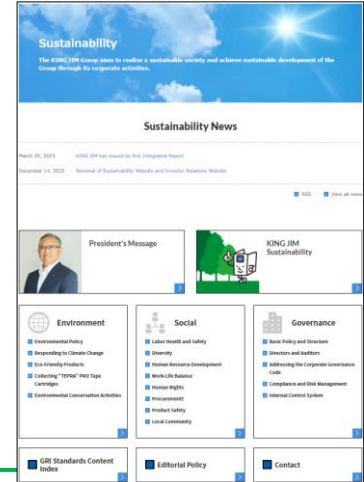 Sustainability
The KING JIM Group aims to realize a sustainable society and achieve sustainable development of the
Group through its corporate activities.
Sustainability News
March 20, 2023 KING JIM has issued its first Integrated Report
December 14, 2022 Renewal of Sustainability Website and Investor Relations Website
RSS View all news
President's Message
KING JIM
Sustainability
Environment
Environmental Policy
Responding to Climate Change
Eco-Friendly Products
Collecting "TEPRA" PRO Tape
Cartridges
Environmental Conservation Activities
Social
Labor Health and Safety
Diversity
Human Resource Development
Work-Life Balance
Human Rights
Procurement
Product Safety
Local Community
Governance
Basic Policy and Structure
Directors and Auditors
Addressing the Corporate Governance
Code
Compliance and Risk Management
Internal Control System
GRI Standards Content
Index
Editorial Policy
Contact